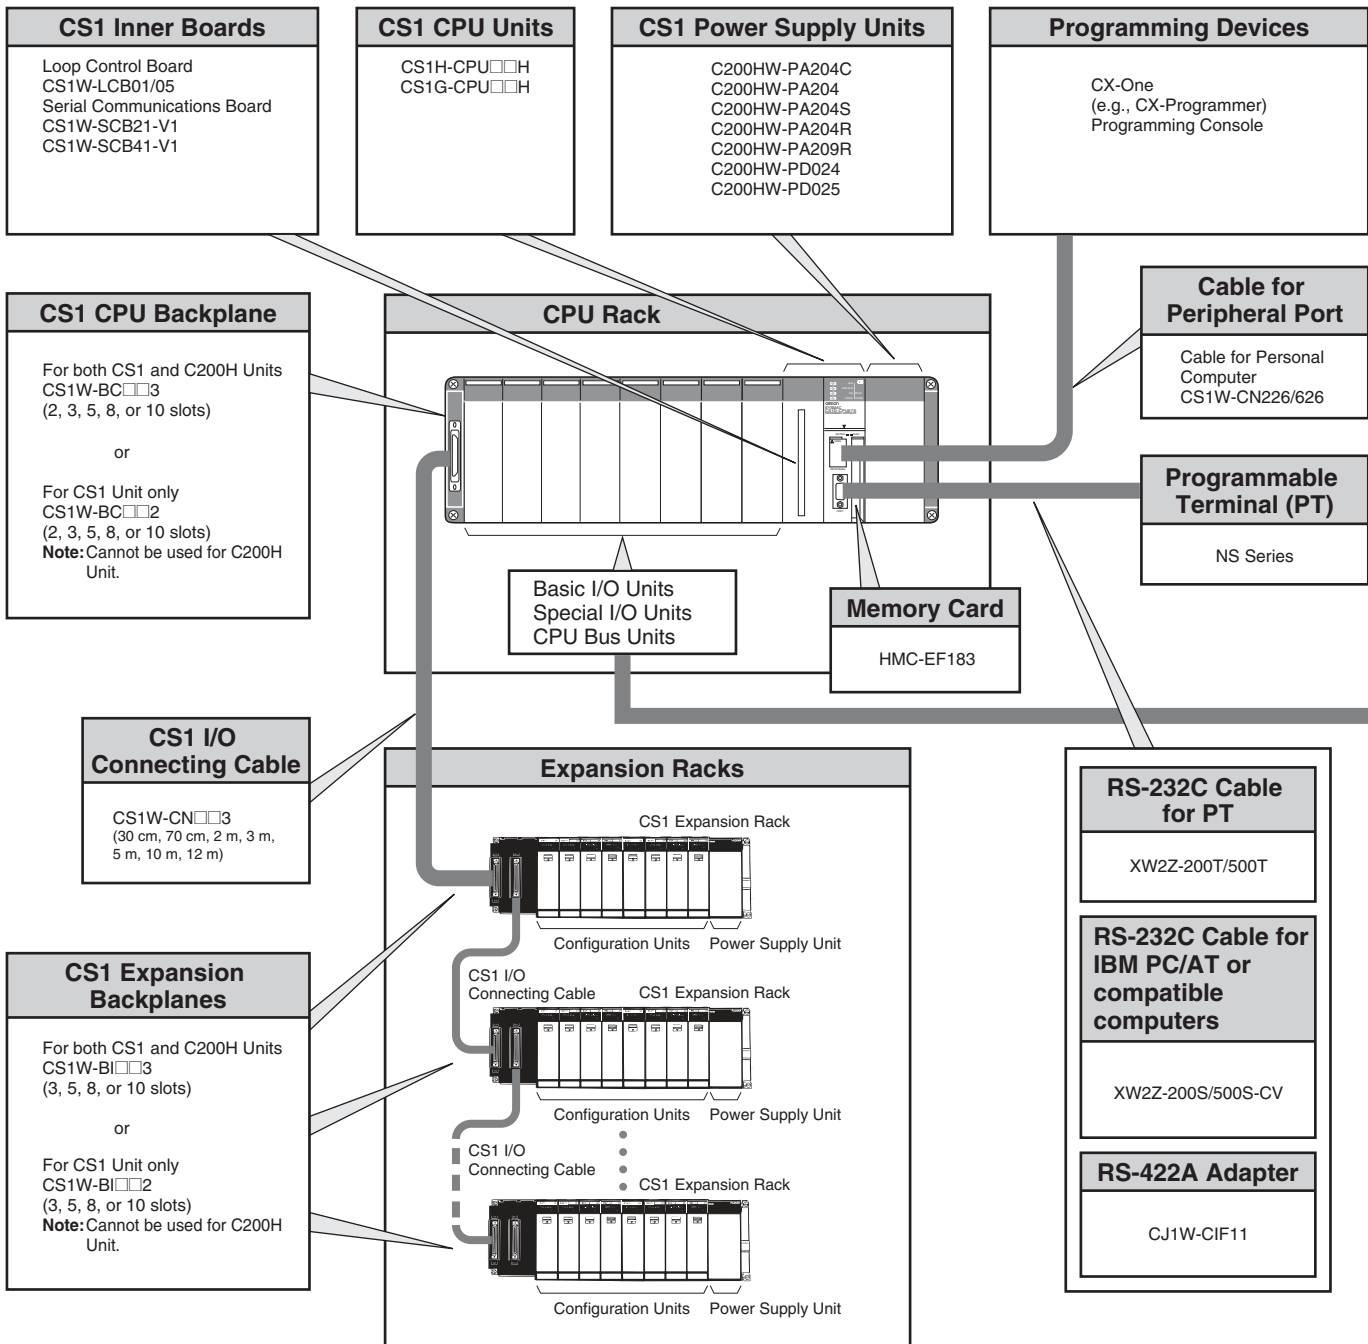 CS1 Inner Boards
Loop Control Board
CS1W-LCB01/05
Serial Communications Board
CS1W-SCB21-V1
CS1W-SCB41-V1
CS1 CPU Units
CS1H-CPU□□H
CS1G-CPU□□H
CS1 Power Supply Units
C200HW-PA204C
C200HW-PA204
C200HW-PA204S
C200HW-PA204R
C200HW-PA209R
C200HW-PD024
C200HW-PD025
Programming Devices
CX-One
(e.g., CX-Programmer)
Programming Console
CS1 CPU Backplane
For both CS1 and C200H Units
CS1W-BC□□3
(2, 3, 5, 8, or 10 slots)
or
For CS1 Unit only
CS1W-BC□□2
(2, 3, 5, 8, or 10 slots)
Note: Cannot be used for C200H
Unit.
CPU Rack
Basic I/O Units
Special I/O Units
CPU Bus Units
Memory Card
HMC-EF183
Cable for
Peripheral Port
Cable for Personal
Computer
CS1W-CN226/626
Programmable
Terminal (PT)
NS Series
CS1 I/O
Connecting Cable
CS1W-CN□□3
(30 cm, 70 cm, 2 m, 3 m,
5 m, 10 m, 12 m)
CS1 Expansion
Backplanes
For both CS1 and C200H Units
CS1W-BI□□3
(3, 5, 8, or 10 slots)
or
For CS1 Unit only
CS1W-BI□□2
(3, 5, 8, or 10 slots)
Note: Cannot be used for C200H
Unit.
Expansion Racks
CS1 Expansion Rack
Configuration Units
Power Supply Unit
CS1 I/O
Connecting Cable
CS1 Expansion Rack
Configuration Units
Power Supply Unit
CS1 I/O
Connecting Cable
CS1 Expansion Rack
Configuration Units
Power Supply Unit
RS-232C Cable
for PT
XW2Z-200T/500T
RS-232C Cable for
IBM PC/AT or
compatible
computers
XW2Z-200S/500S-CV
RS-422A Adapter
CJ1W-CIF11